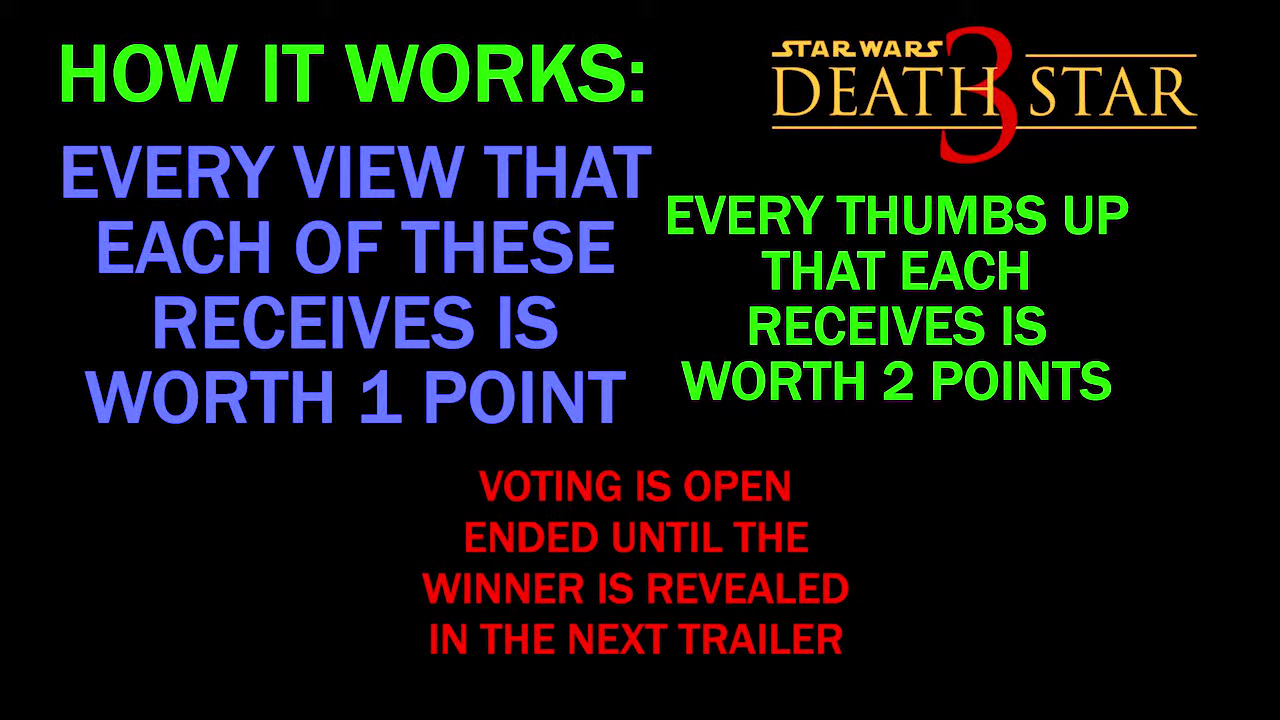 HOW IT WORKS:
EVERY VIEW THAT
EACH OF THESE
RECEIVES IS
WORTH 1 POINT
STAR WARS
DEATH 3 STAR
EVERY THUMBS UP
THAT EACH
RECEIVES IS
WORTH 2 POINTS
VOTING IS OPEN
ENDED UNTIL THE
WINNER IS REVEALED
IN THE NEXT TRAILER